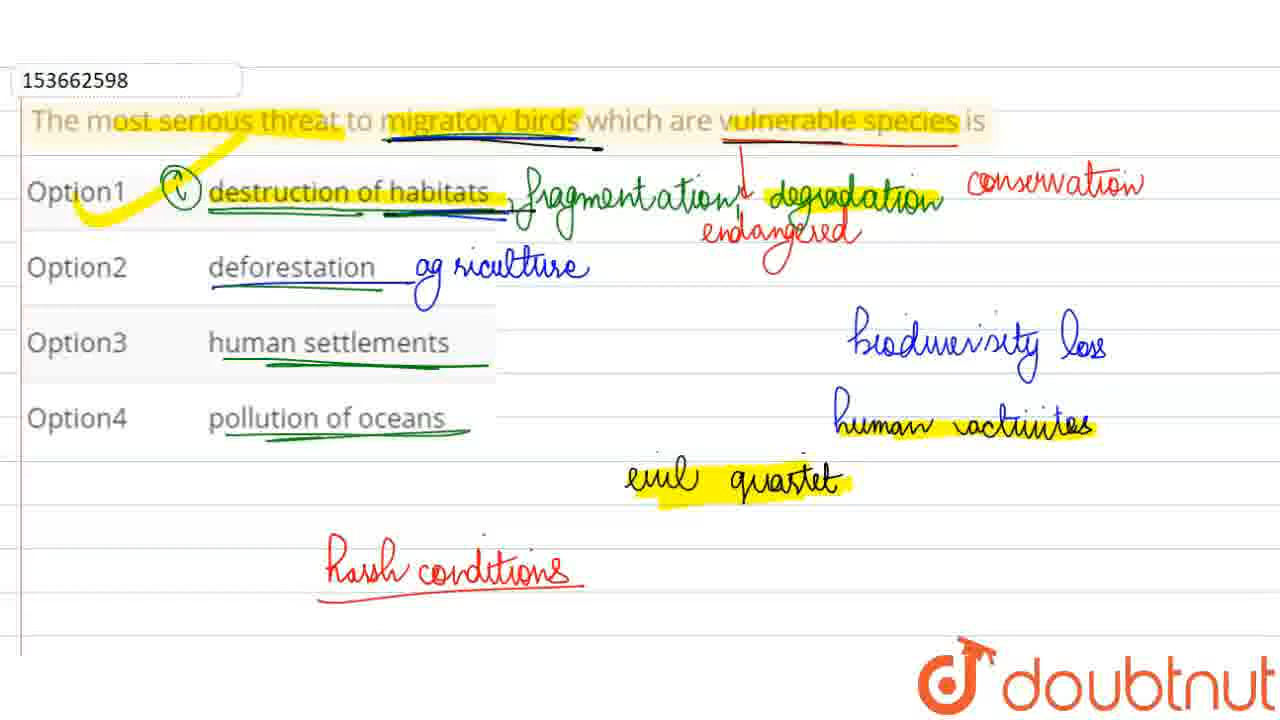 153662598
The most serious threat to migratory birds which are vulnerable species is
Option1 destruction of habitats, fragmentation, degradation conservation
endangered
Option2 deforestation agriculture
Option3 human settlements
biodiversity loss
Option4 pollution of oceans
human activites
evil quartet
harsh conditions
doubtnut